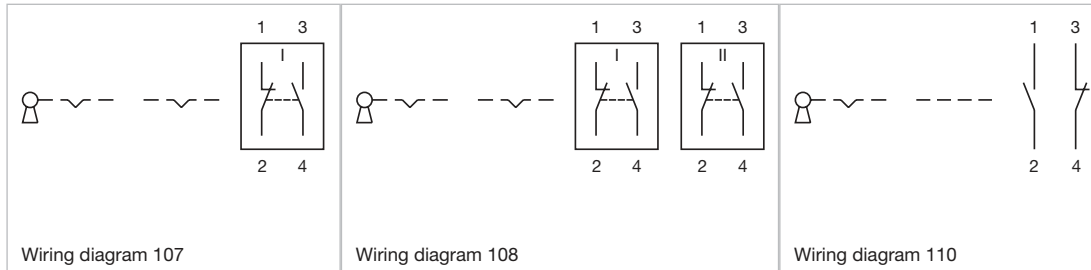 1 3
I
2 4
Wiring diagram 107
1 3 1 3
I II
2 4 2 4
Wiring diagram 108
1 3
2 4
Wiring diagram 110